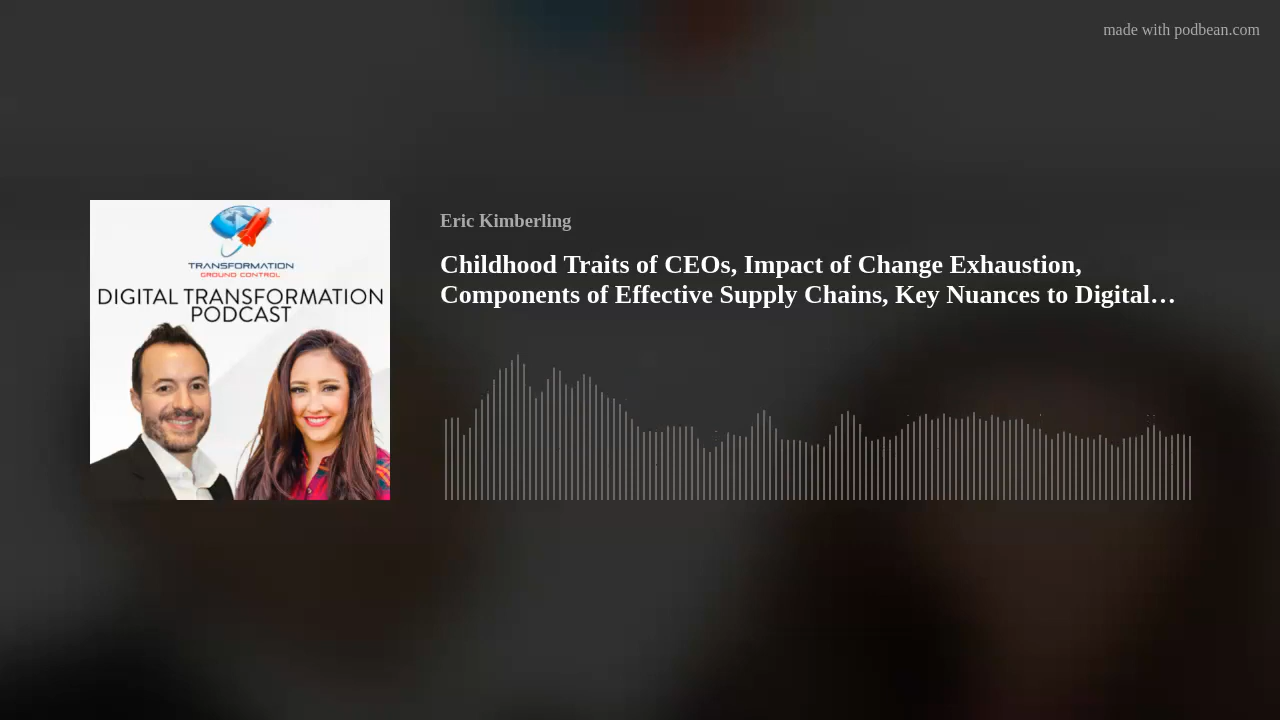 made with podbean.com
TRANSFORMATION
GROUND CONTROL
DIGITAL TRANSFORMATION
PODCAST
Eric Kimberling
Childhood Traits of CEOs, Impact of Change Exhaustion,
Components of Effective Supply Chains, Key Nuances to Digital…